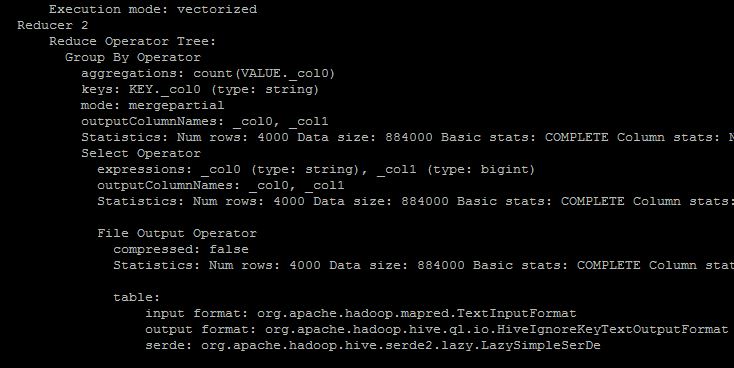 Execution mode: vectorized
Reducer 2
Reduce Operator Tree:
Group By Operator
aggregations: count(VALUE._col0)
keys: KEY._col0 (type: string)
mode: mergepartial
outputColumnNames: _col0, _col1
Statistics: Num rows: 4000 Data size: 884000 Basic stats: COMPLETE Column stats:
Select Operator
expressions: _col0 (type: string), _col1 (type: bigint)
outputColumnNames: _col0, _col1
Statistics: Num rows: 4000 Data size: 884000 Basic stats: COMPLETE Column stats:
File Output Operator
compressed: false
Statistics: Num rows: 4000 Data size: 884000 Basic stats: COMPLETE Column stat
table:
input format: org.apache.hadoop.mapred.TextInputFormat
output format: org.apache.hadoop.hive.ql.io.HiveIgnoreKeyTextOutputFormat
serde: org.apache.hadoop.hive.serde2.lazy.LazySimpleSerDe